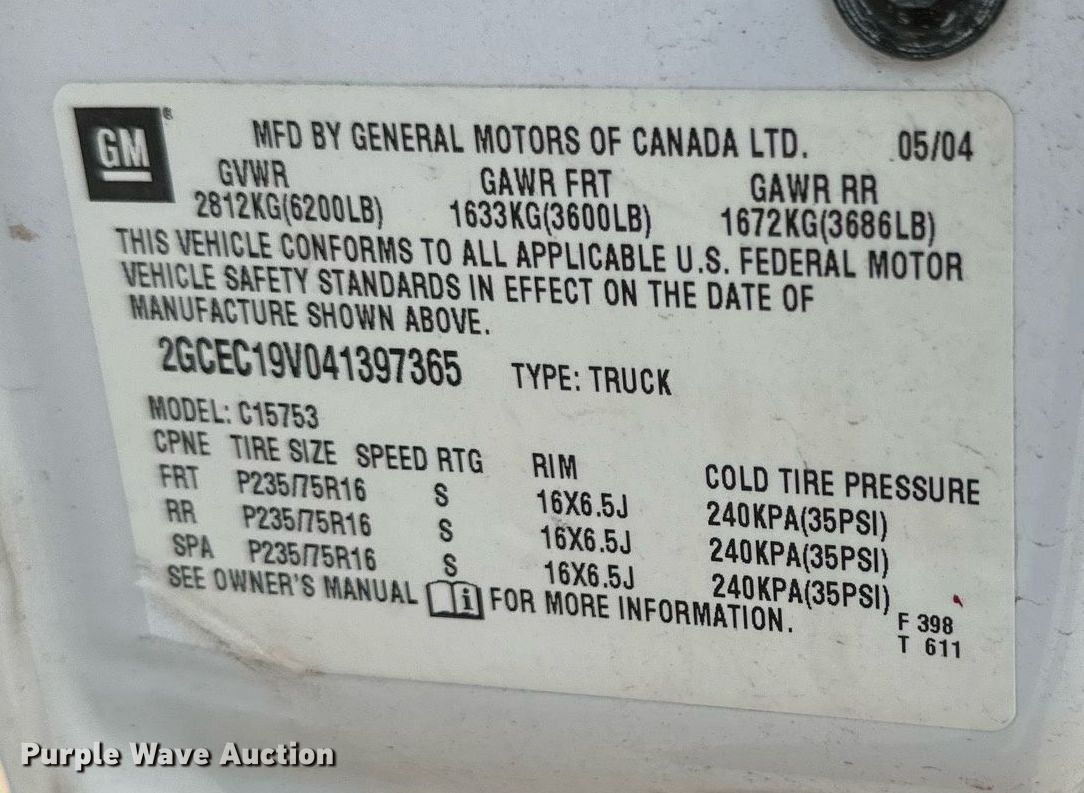 GM®
MFD BY GENERAL MOTORS OF CANADA LTD. 05/04
GVWR GAWR FRT GAWR RR
2812KG(6200LB) 1633KG(3600LB) 1672KG(3686LB)
THIS VEHICLE CONFORMS TO ALL APPLICABLE U.S. FEDERAL MOTOR
VEHICLE SAFETY STANDARDS IN EFFECT ON THE DATE OF
MANUFACTURE SHOWN ABOVE.
2GCEC19V041397365 TYPE: TRUCK
MODEL: C15753
CPNE TIRE SIZE SPEED RTG RIM COLD TIRE PRESSURE
FRT P235/75R16 S 16X6.5J 240KPA(35PSI)
RR P235/75R16 S 16X6.5J 240KPA(35PSI)
SPA P235/75R16 S 16X6.5J 240KPA(35PSI)
SEE OWNER'S MANUAL i FOR MORE INFORMATION.
F 398
T 611
Purple Wave Auction